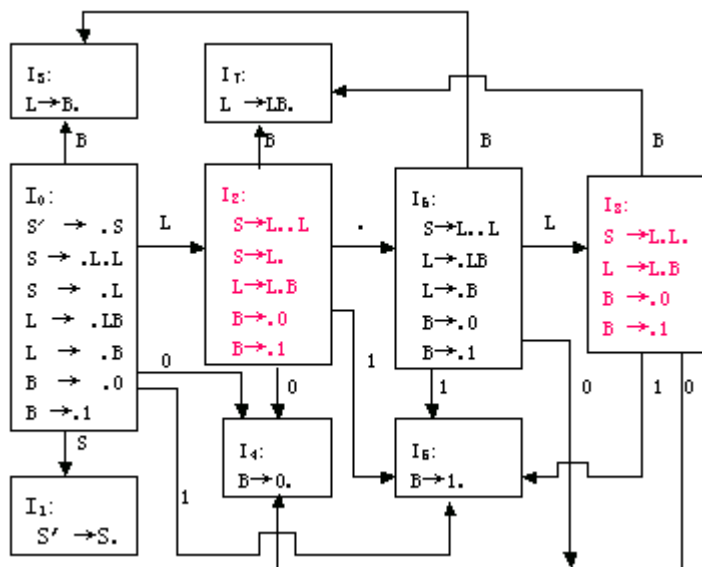 I₃:
L→B.
I₇:
L →LB.
B
B
B
B
I₀:
S′ → .S
S → .L.L
S → .L
L → .LB
L → .B
B → .0
B →.1
L
I₂:
S→L..L
S→L.
L→L.B
B→.0
B→.1
.
I₆:
S→L..L
L→.LB
L→.B
B→.0
B→.1
L
I₈:
S →L.L.
L →L.B
B →.0
B →.1
0
1
S
0
1
1
0
1
0
I₄:
B→0.
I₅:
B→1.
I₁:
S′ →S.